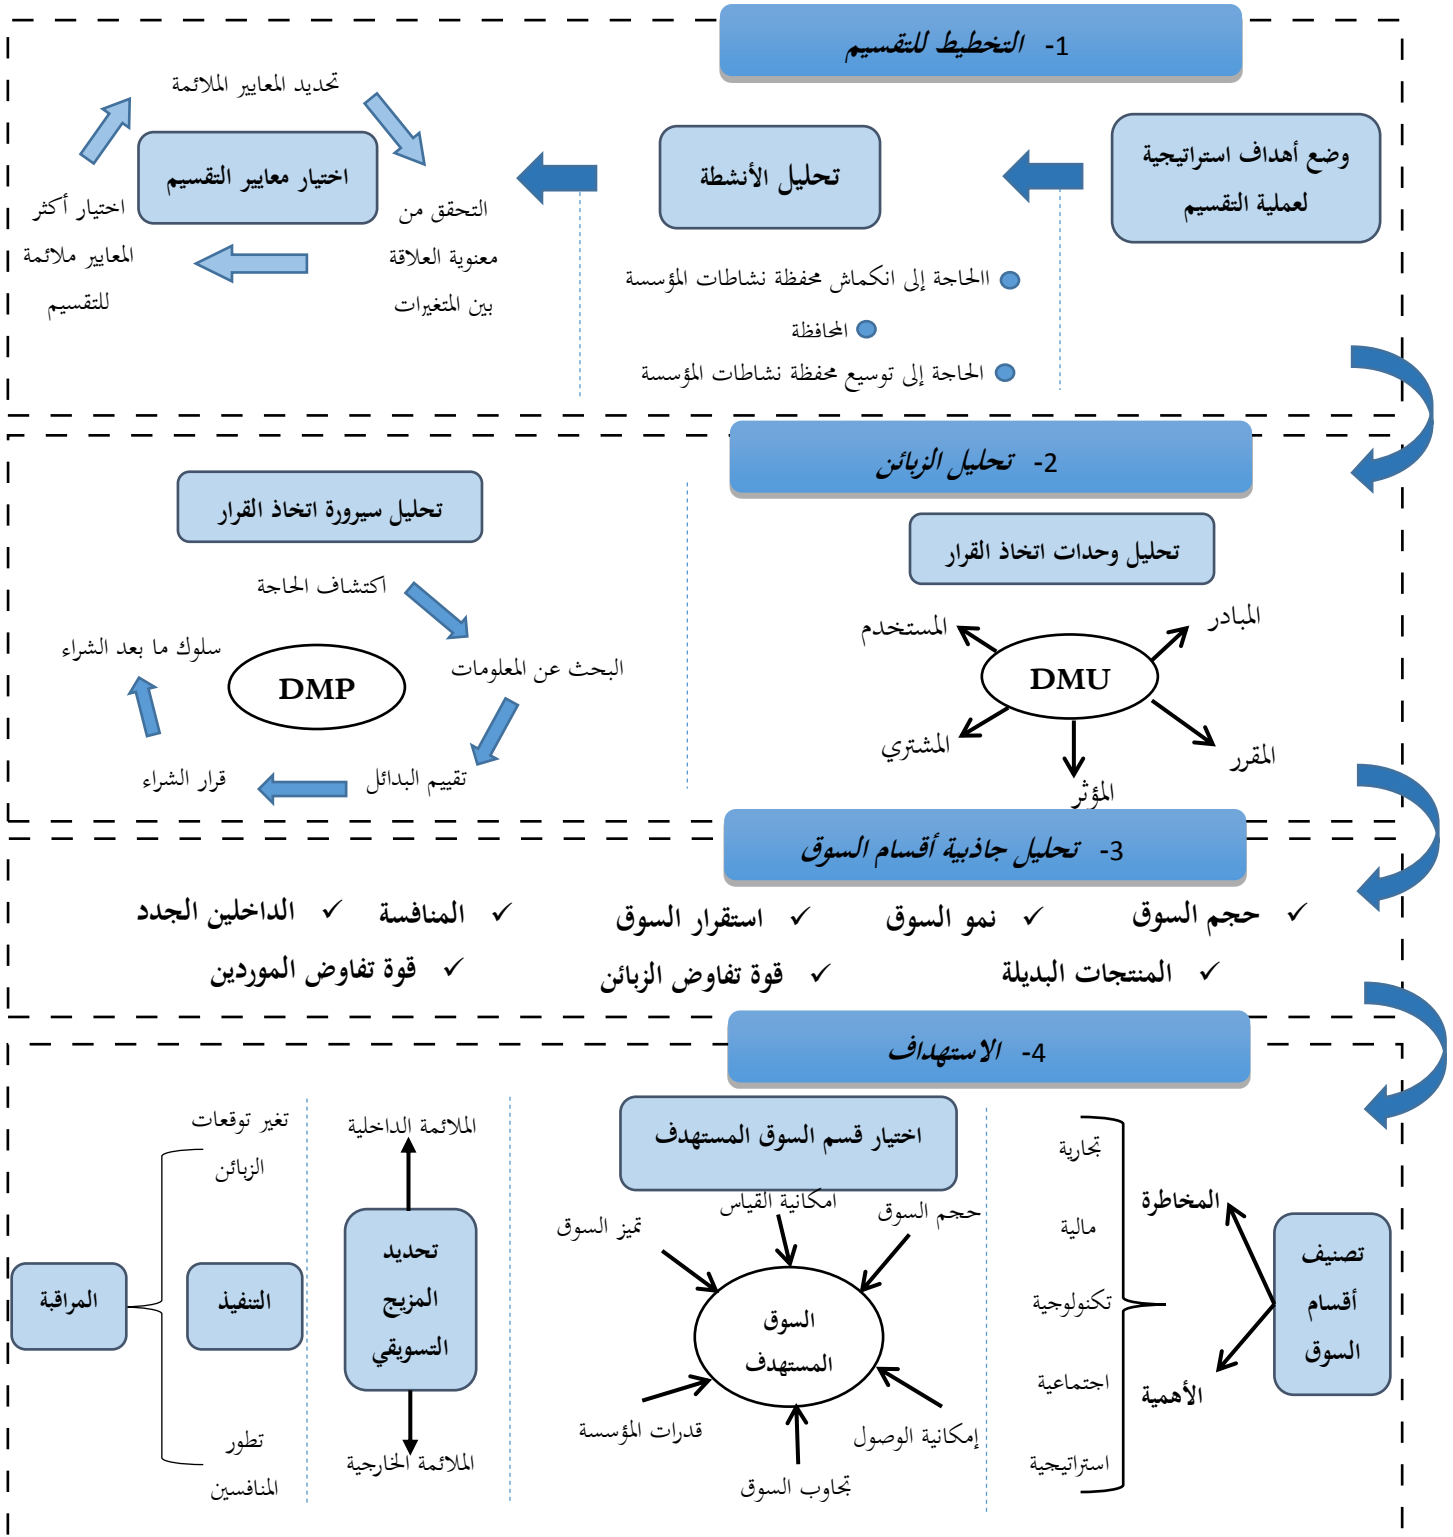 1- التخطيط للتقسيم
وضع أهداف استراتيجية
لعملية التقسيم
تحليل الأنشطة
االحاجة إلى انكماش محفظة نشاطات المؤسسة
المحافظة
الحاجة إلى توسيع محفظة نشاطات المؤسسة
اختيار معايير التقسيم
تحديد المعايير الملائمة
التحقق من
معنوية العلاقة
بين المتغيرات
اختيار أكثر
المعايير ملائمة
للتقسيم
2- تحليل الزبائن
تحليل وحدات اتخاذ القرار
DMU
المبادر
المستخدم
المقرر
المشتري
المؤثر
تحليل سيرورة اتخاذ القرار
DMP
اكتشاف الحاجة
البحث عن المعلومات
تقييم البدائل
قرار الشراء
سلوك ما بعد الشراء
3- تحليل جاذبية أقسام السوق
✓ حجم السوق
✓ نمو السوق
✓ استقرار السوق
✓ المنافسة
✓ الداخلين الجدد
✓ المنتجات البديلة
✓ قوة تفاوض الزبائن
✓ قوة تفاوض الموردين
4- الاستهداف
تصنيف
أقسام
السوق
المخاطرة
الأهمية
تجارية
مالية
تكنولوجية
اجتماعية
استراتيجية
اختيار قسم السوق المستهدف
السوق
المستهدف
حجم السوق
امكانية القياس
تميز السوق
إمكانية الوصول
تجاوب السوق
قدرات المؤسسة
الملائمة الداخلية
تحديد
المزيج
التسويقي
الملائمة الخارجية
التنفيذ
المراقبة
تغير توقعات
الزبائن
تطور
المنافسين